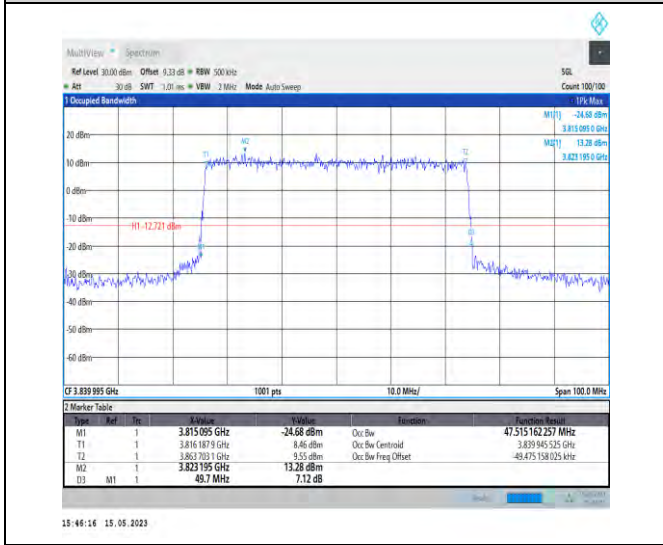 MultiView Spectrum
Ref Level 30.00 dBm Offset 9.33 dB RBW 500 kHz SGL
Att 30 dB SWT 1.01 ms VBW 2 MHz Mode Auto Sweep Count 100/100
1 Occupied Bandwidth 1Pk Max
M1[1] -24.68 dBm
3.815 095 0 GHz
M2[1] 13.28 dBm
3.823 195 0 GHz
20 dBm
M2
T1
T2
10 dBm
0 dBm
-10 dBm
H1 -12.721 dBm
-20 dBm
-30 dBm
-40 dBm
-50 dBm
-60 dBm
CF 3.839 995 GHz 1001 pts 10.0 MHz/ Span 100.0 MHz
2 Marker Table
Type Ref Trc X-Value Y-Value Function Function Result
M1 1 3.815 095 GHz -24.68 dBm Occ Bw 47.515 162 257 MHz
T1 1 3.816 187 9 GHz 8.46 dBm Occ Bw Centroid 3.839 945 525 GHz
T2 1 3.863 703 1 GHz 9.55 dBm Occ Bw Freq Offset -49.475 158 025 kHz
M2 1 3.823 195 GHz 13.28 dBm
D3 M1 1 49.7 MHz 7.12 dB
15:46:16 15.05.2023